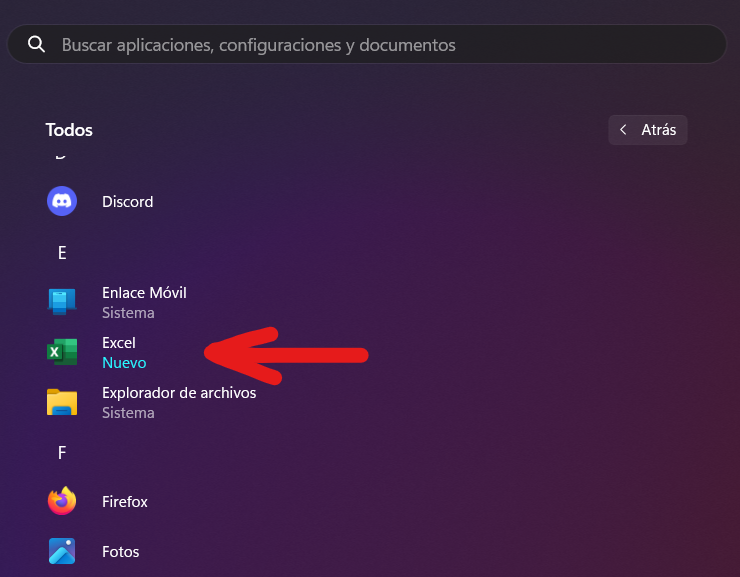 Buscar aplicaciones, configuraciones y documentos
Todos
Atrás
Discord
E
Enlace Móvil
Sistema
Excel
Nuevo
Explorador de archivos
Sistema
F
Firefox
Fotos